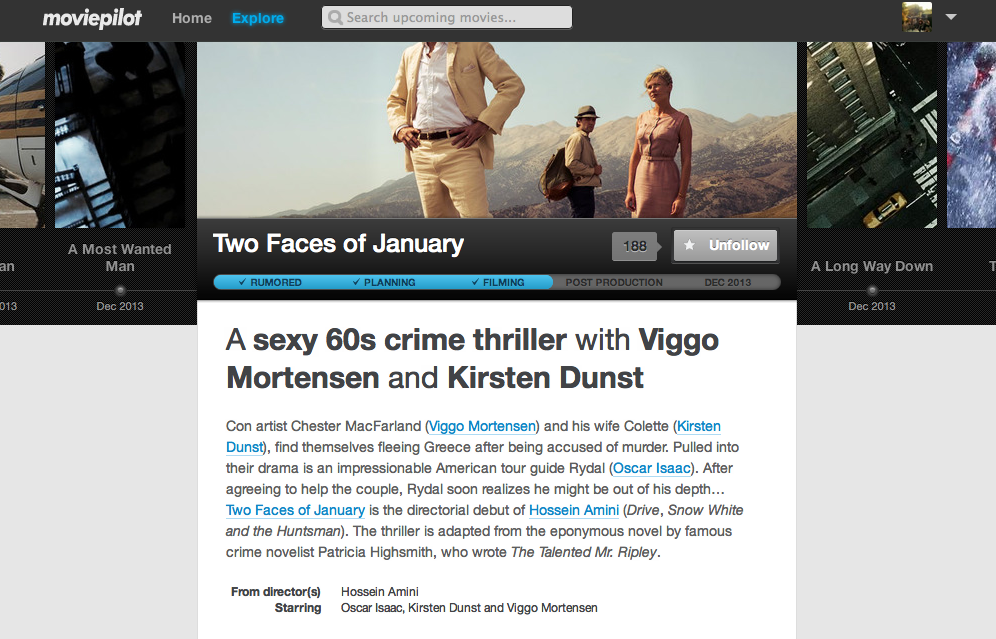 moviepilot Home Explore Search upcoming movies...
A Most Wanted
Man
Dec 2013
an
013
Two Faces of January 188 Unfollow
✓ RUMORED ✓ PLANNING ✓ FILMING POST PRODUCTION DEC 2013
A Long Way Down
Dec 2013
T
A sexy 60s crime thriller with Viggo
Mortensen and Kirsten Dunst
Con artist Chester MacFarland (Viggo Mortensen) and his wife Colette (Kirsten
Dunst), find themselves fleeing Greece after being accused of murder. Pulled into
their drama is an impressionable American tour guide Rydal (Oscar Isaac). After
agreeing to help the couple, Rydal soon realizes he might be out of his depth…
Two Faces of January is the directorial debut of Hossein Amini (Drive, Snow White
and the Huntsman). The thriller is adapted from the eponymous novel by famous
crime novelist Patricia Highsmith, who wrote The Talented Mr. Ripley.
From director(s) Hossein Amini
Starring Oscar Isaac, Kirsten Dunst and Viggo Mortensen